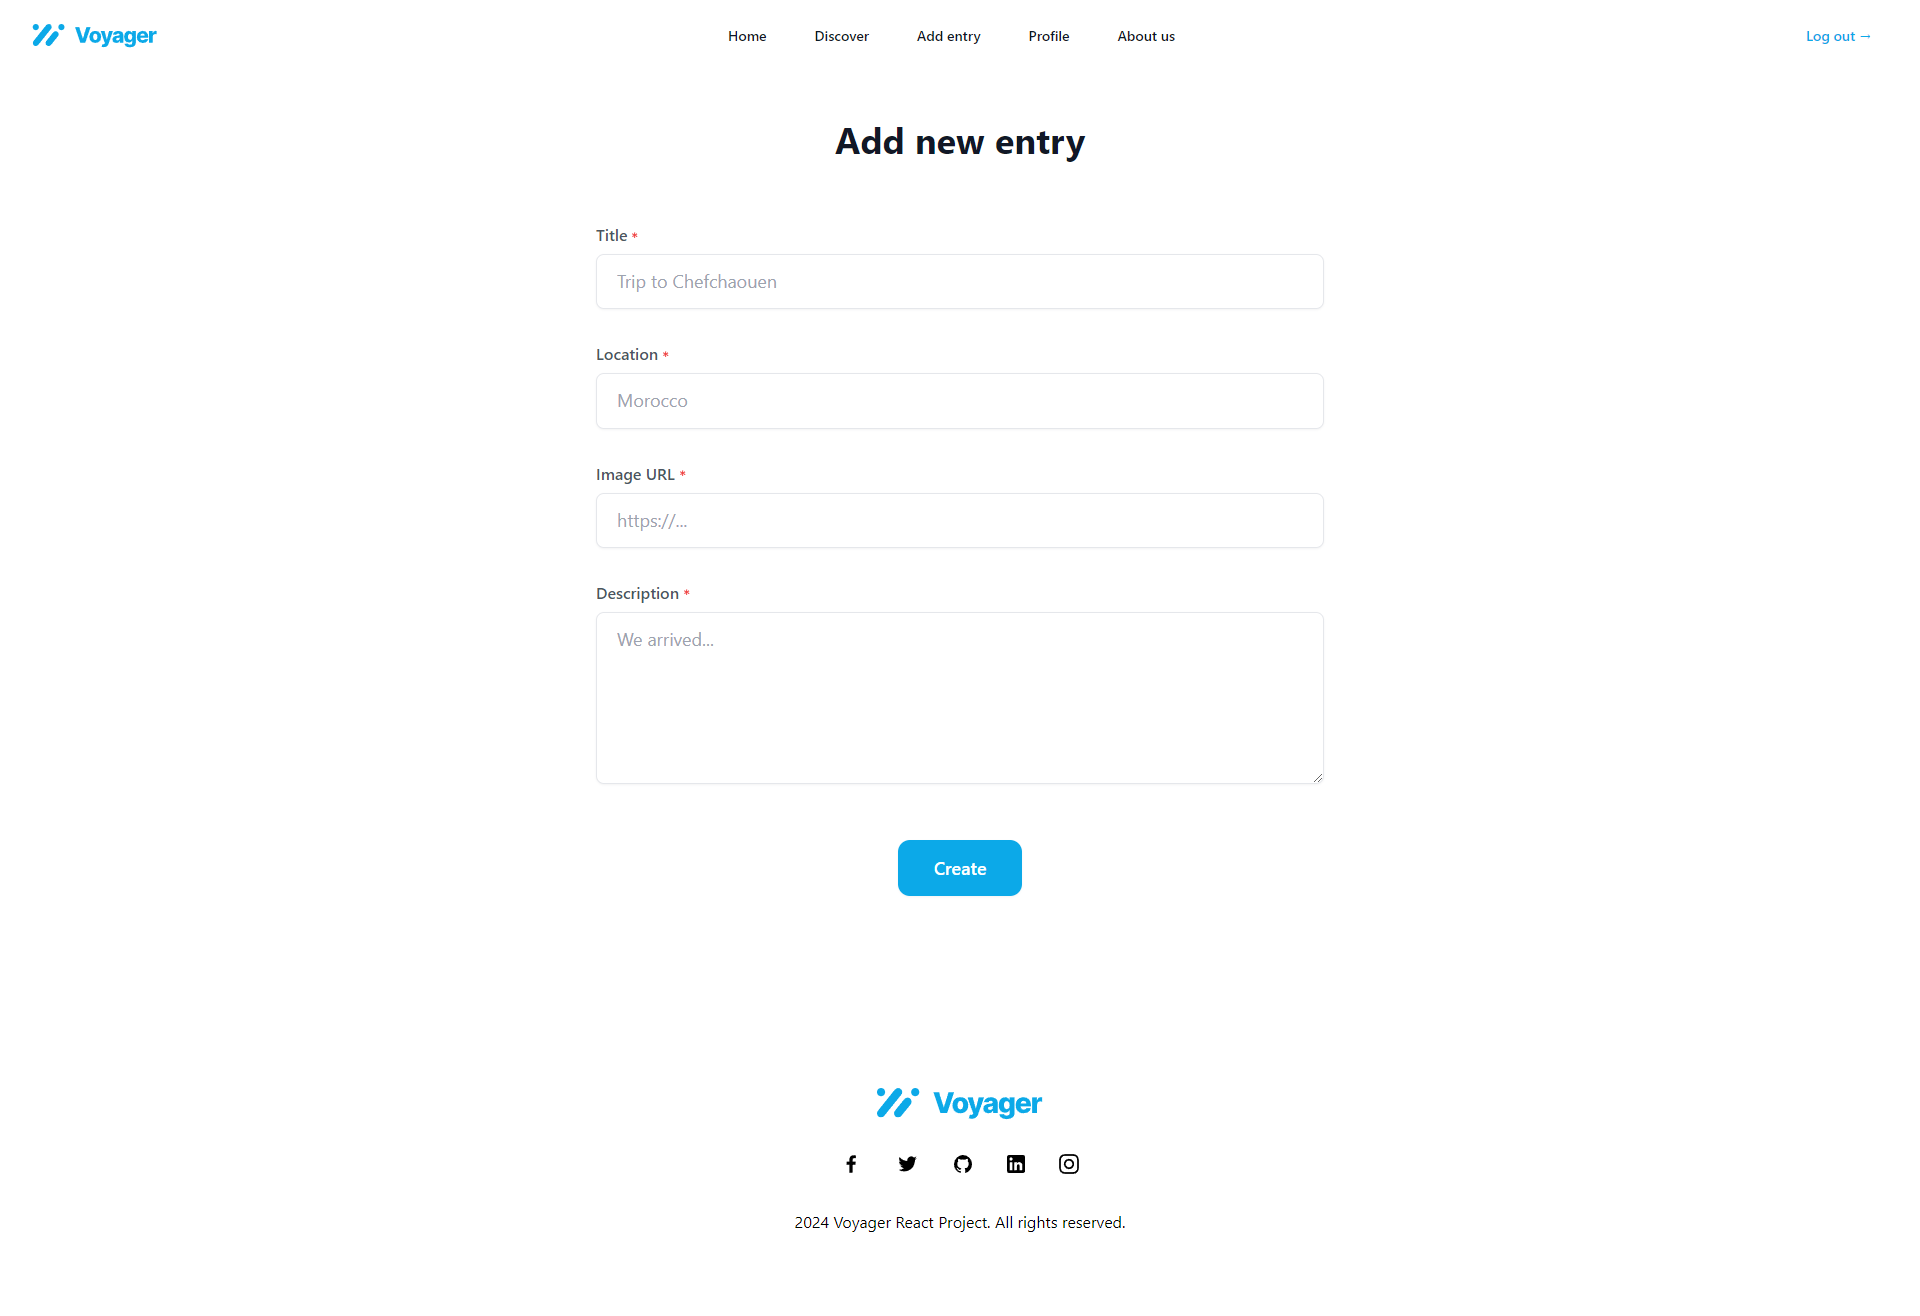 Voyager
Home Discover Add entry Profile About us
Log out →
Add new entry
Title *
Trip to Chefchaouen
Location *
Morocco
Image URL *
https://...
Description *
We arrived...
Create
Voyager
2024 Voyager React Project. All rights reserved.